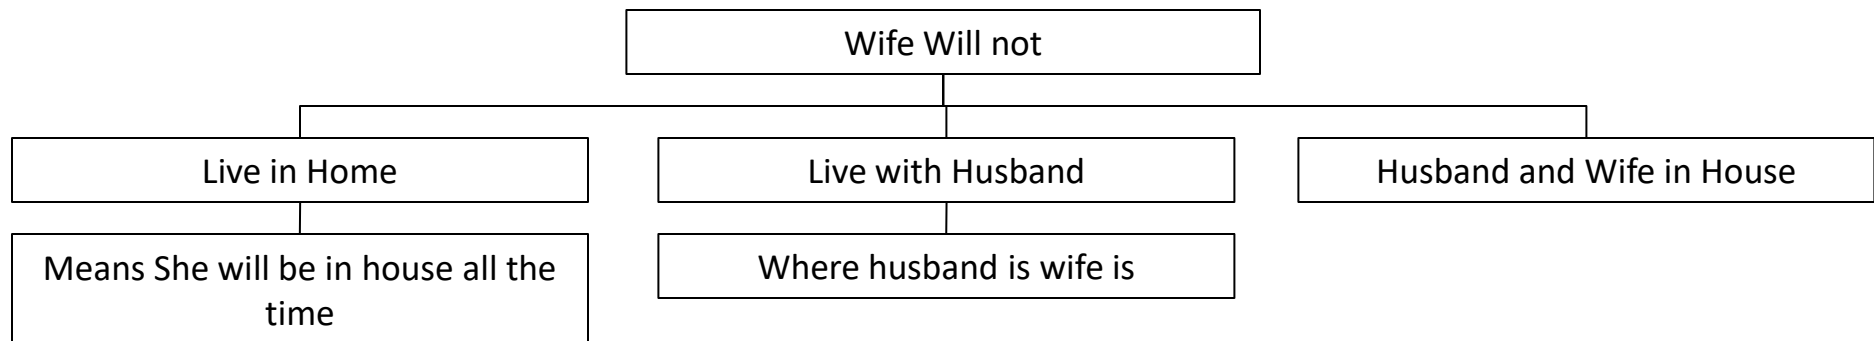 Wife Will not
Live in Home
Live with Husband
Husband and Wife in House
Means She will be in house all the
time
Where husband is wife is